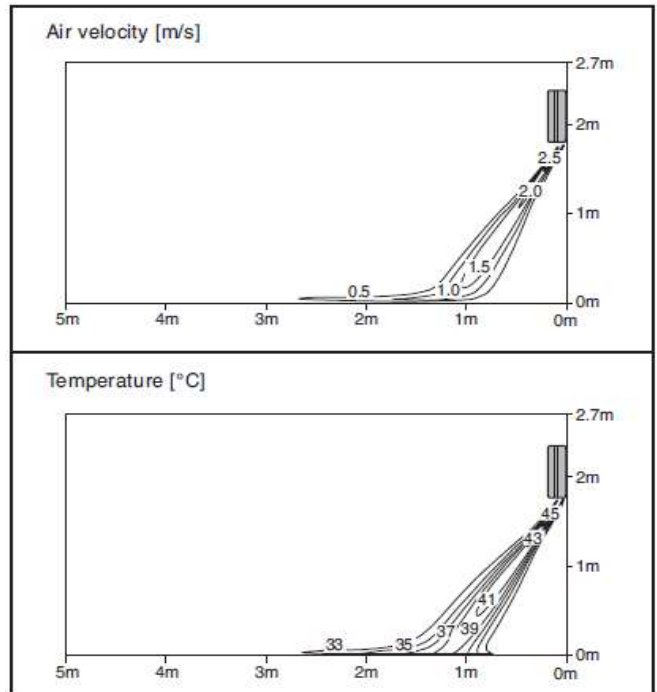 Air velocity [m/s]
2.7m
2m
2.5
2.0
1m
1.5
0.5
1.0
0m
5m 4m 3m 2m 1m 0m
Temperature [°C]
2.7m
2m
45
43
1m
41
37 39
33 35
0m
5m 4m 3m 2m 1m 0m